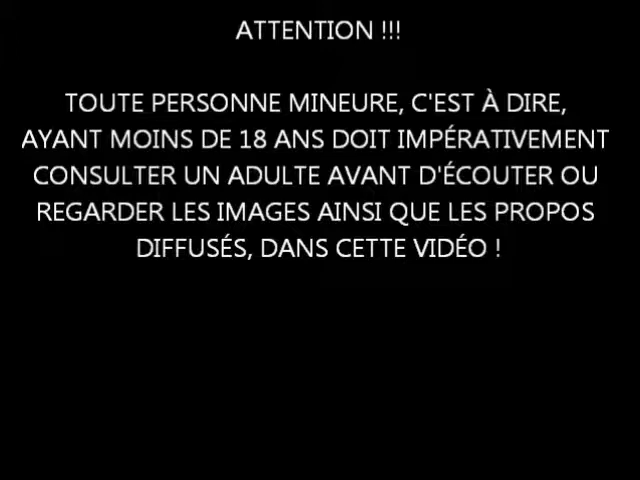 ATTENTION !!!
TOUTE PERSONNE MINEURE, C'EST À DIRE,
AYANT MOINS DE 18 ANS DOIT IMPÉRATIVEMENT
CONSULTER UN ADULTE AVANT D'ÉCOUTER OU
REGARDER LES IMAGES AINSI QUE LES PROPOS
DIFFUSÉS, DANS CETTE VIDÉO !